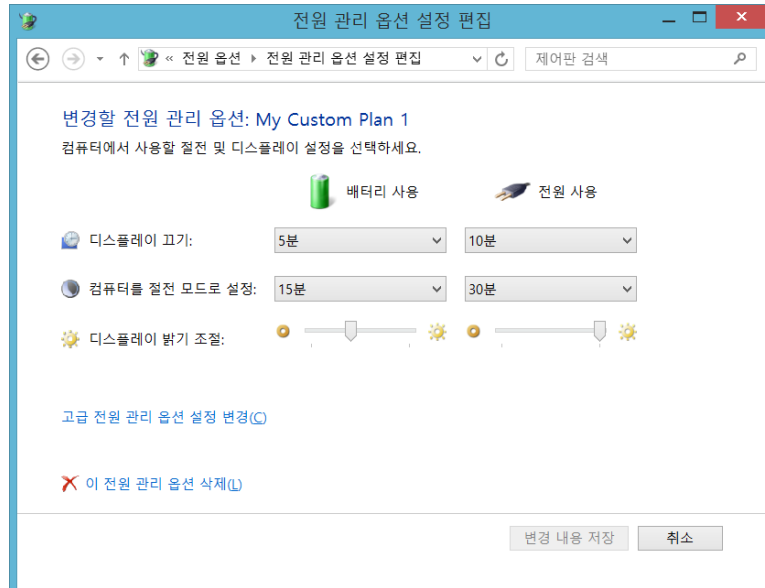 전원 관리 옵션 설정 편집
« 전원 옵션 ▸ 전원 관리 옵션 설정 편집 제어판 검색
변경할 전원 관리 옵션: My Custom Plan 1
컴퓨터에서 사용할 절전 및 디스플레이 설정을 선택하세요.
배터리 사용 전원 사용
디스플레이 끄기: 5분 10분
컴퓨터를 절전 모드로 설정: 15분 30분
디스플레이 밝기 조절:
고급 전원 관리 옵션 설정 변경(C)
이 전원 관리 옵션 삭제(L)
변경 내용 저장 취소